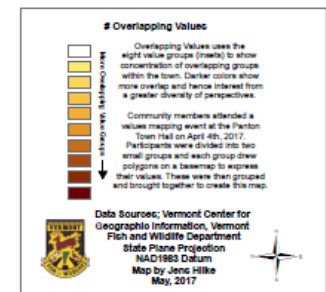 # Overlapping Values
More Overlapping Value Groups
Overlapping Values uses the
eight value groups (insets) to show
concentration of overlapping groups
within the town. Darker colors show
more overlap and hence interest from
a greater diversity of perspectives.
Community members attended a
values mapping event at the Panton
Town Hall on April 4th, 2017.
Participants were divided into two
small groups and each group drew
polygons on a basemap to express
their values. These were then grouped
and brought together to create this map.
Data Sources; Vermont Center for
Geographic Information, Vermont
Fish and Wildlife Department
State Plane Projection
NAD1983 Datum
Map by Jens Hilke
May, 2017
VERMONT